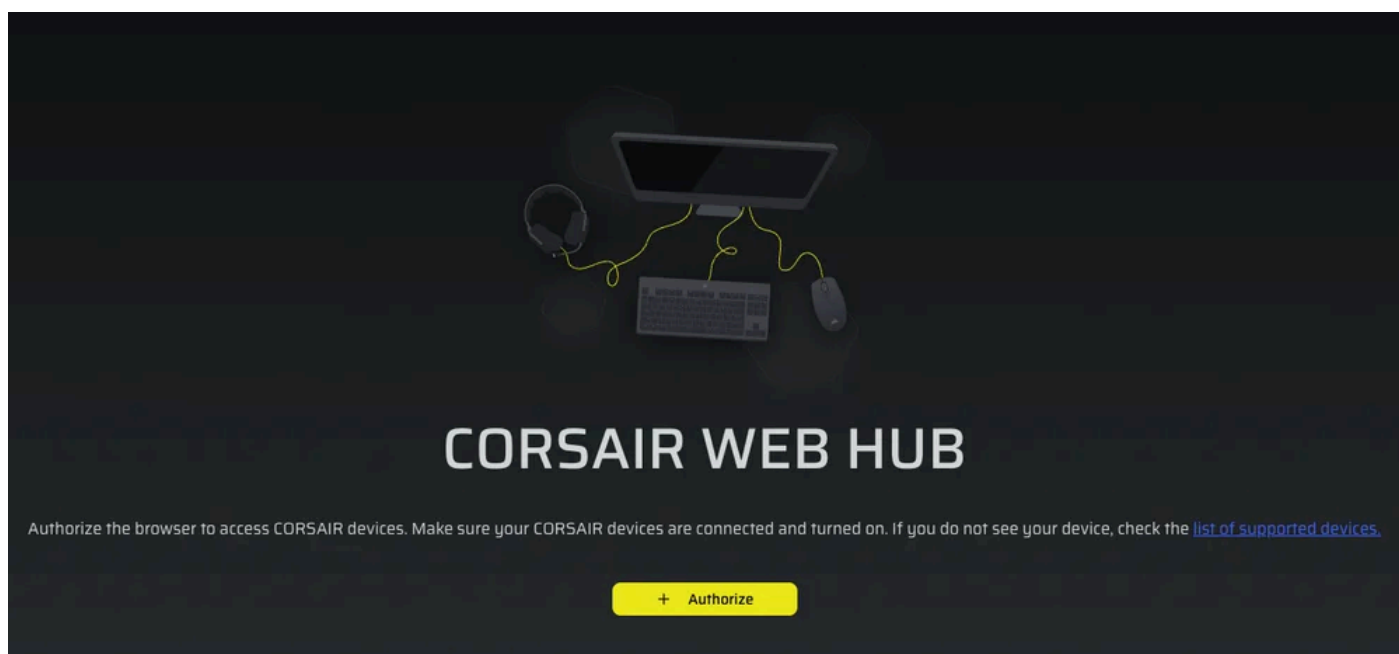 CORSAIR WEB HUB
Authorize the browser to access CORSAIR devices. Make sure your CORSAIR devices are connected and turned on. If you do not see your device, check the list of supported devices.
+ Authorize